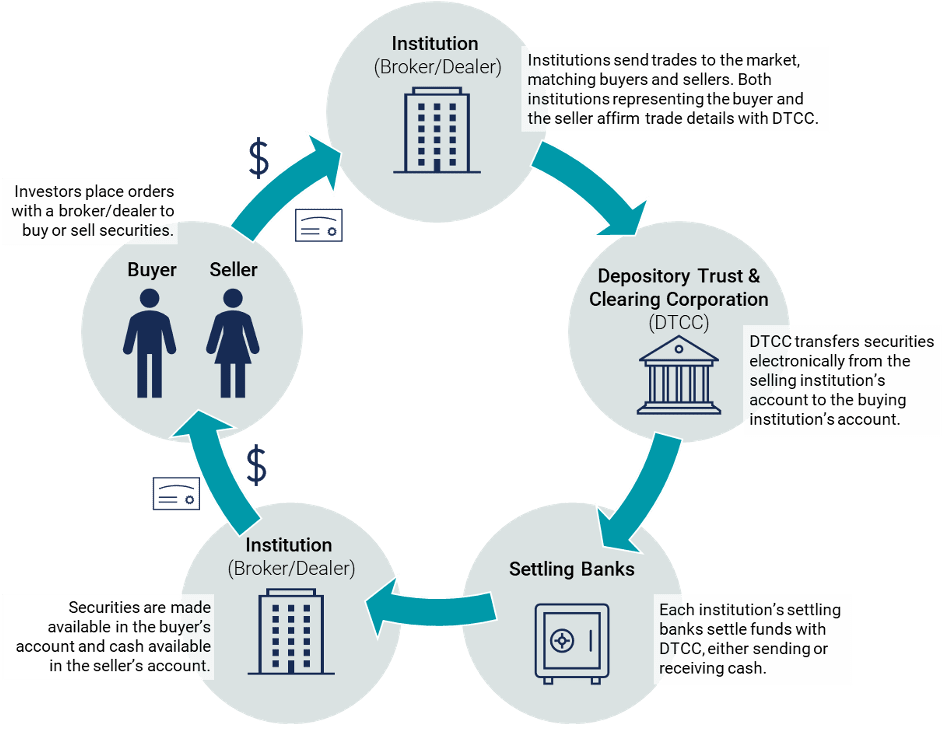 Institution
(Broker/Dealer)
Institutions send trades to the market,
matching buyers and sellers. Both
institutions representing the buyer and
the seller affirm trade details with DTCC.
$
Investors place orders
with a broker/dealer to
buy or sell securities.
Buyer Seller
Depository Trust &
Clearing Corporation
(DTCC)
DTCC transfers securities
electronically from the
selling institution's
account to the buying
institution's account.
$
Institution
(Broker/Dealer)
Securities are made
available in the buyer's
account and cash available
in the seller's account.
Settling Banks
Each institution's settling
banks settle funds with
DTCC, either sending or
receiving cash.